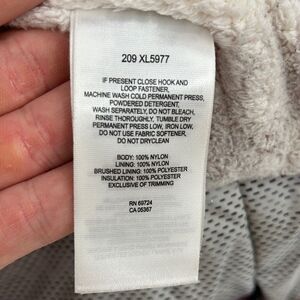 209 XL5977
IF PRESENT CLOSE HOOK AND
LOOP FASTENER,
MACHINE WASH COLD PERMANENT PRESS,
POWDERED DETERGENT,
WASH SEPARATELY, DO NOT BLEACH,
RINSE THOROUGHLY, TUMBLE DRY
PERMANENT PRESS LOW, IRON LOW,
DO NOT USE FABRIC SOFTENER,
DO NOT DRYCLEAN
BODY: 100% NYLON
LINING: 100% NYLON
BRUSHED LINING: 100% POLYESTER
INSULATION: 100% POLYESTER
EXCLUSIVE OF TRIMMING
RN 69724
CA 05367